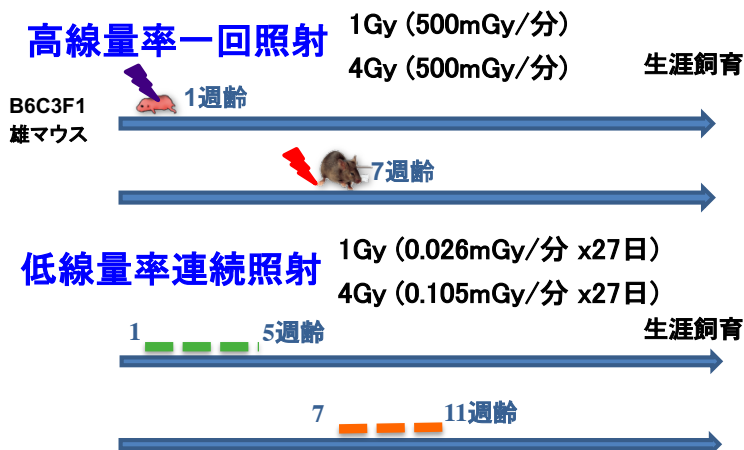 高線量率一回照射
1Gy (500mGy/分)
4Gy (500mGy/分)
生涯飼育
B6C3F1
雄マウス
1週齢
7週齢
低線量率連続照射
1Gy (0.026mGy/分 x27日)
4Gy (0.105mGy/分 x27日)
生涯飼育
1 5週齢
7 11週齢